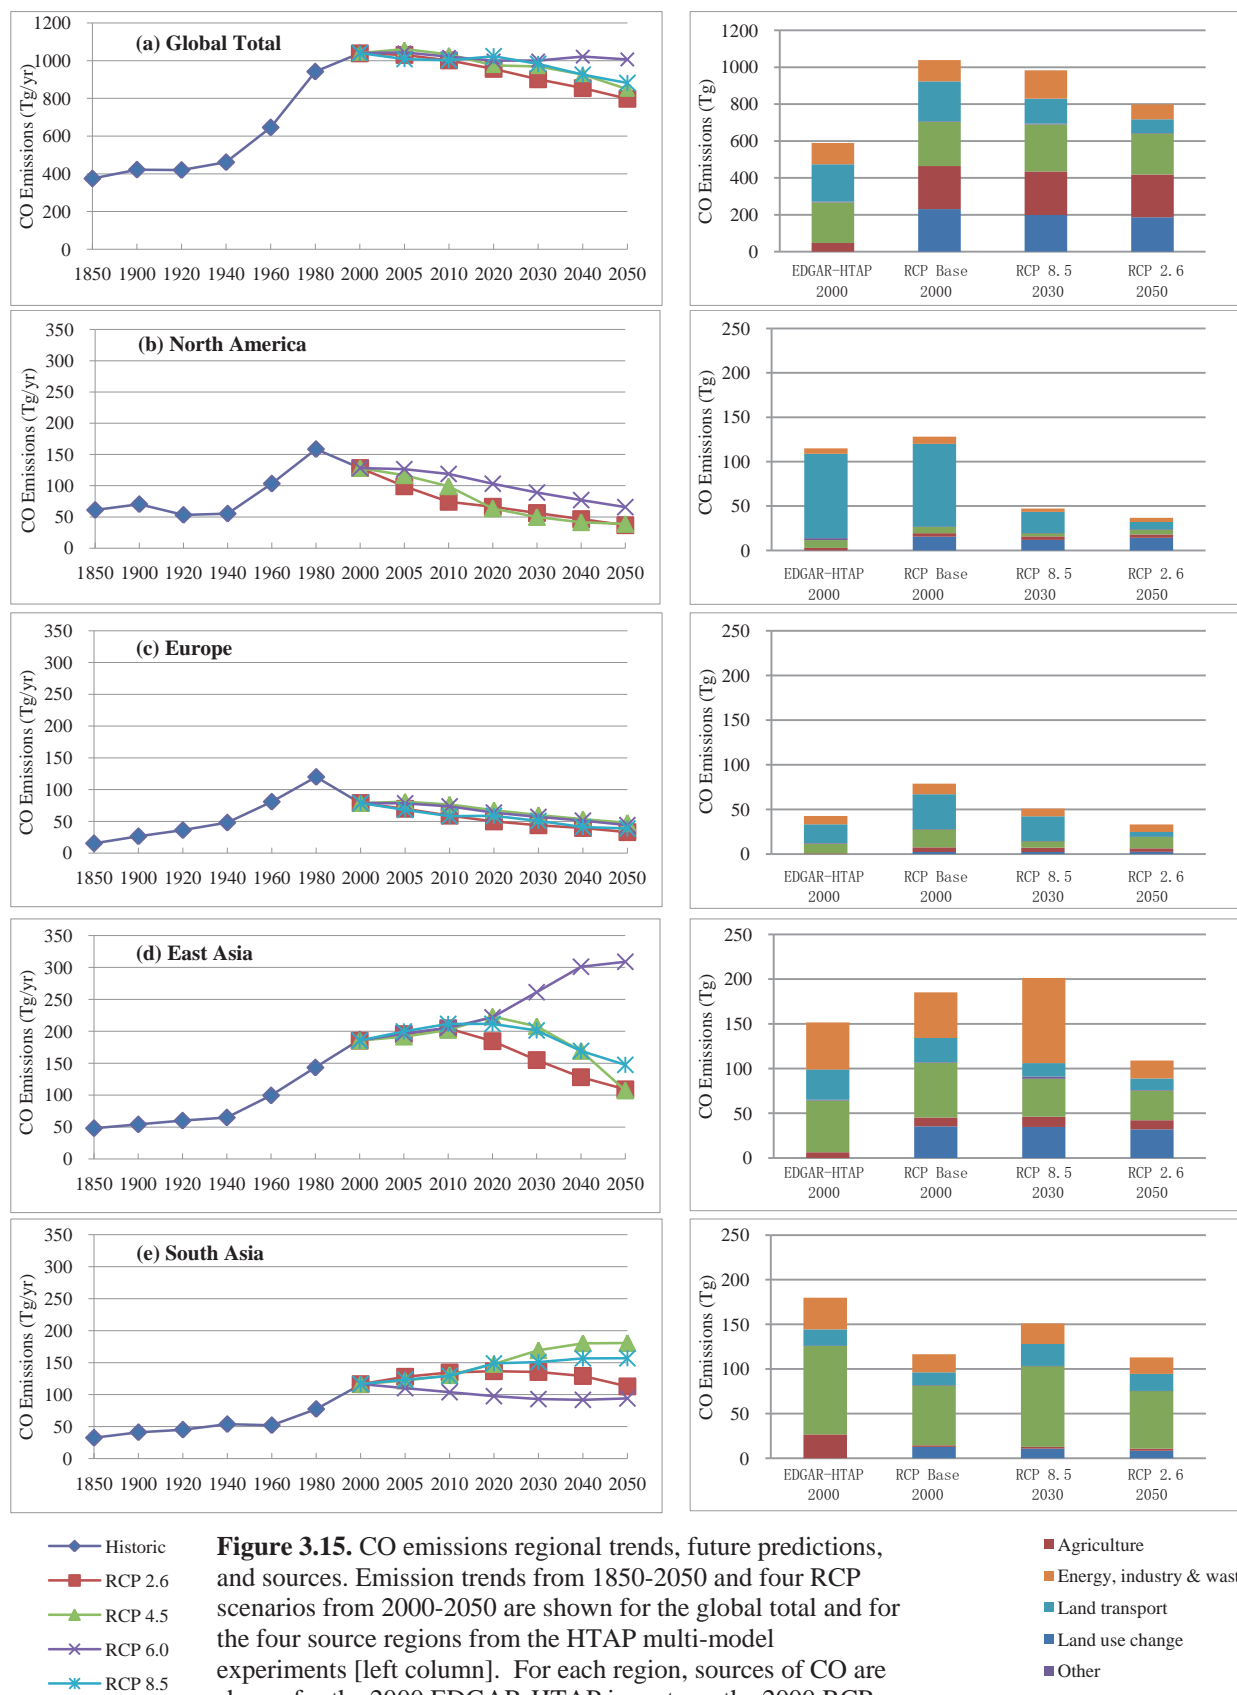 (a) Global Total
CO Emissions (Tg/yr)
1200
1000
800
600
400
200
0
1850 1900 1920 1940 1960 1980 2000 2005 2010 2020 2030 2040 2050
CO Emissions (Tg)
1200
1000
800
600
400
200
0
EDGAR-HTAP 2000
RCP Base 2000
RCP 8.5 2030
RCP 2.6 2050
(b) North America
CO Emissions (Tg/yr)
350
300
250
200
150
100
50
0
1850 1900 1920 1940 1960 1980 2000 2005 2010 2020 2030 2040 2050
CO Emissions (Tg)
250
200
150
100
50
0
EDGAR-HTAP 2000
RCP Base 2000
RCP 8.5 2030
RCP 2.6 2050
(c) Europe
CO Emissions (Tg/yr)
350
300
250
200
150
100
50
0
1850 1900 1920 1940 1960 1980 2000 2005 2010 2020 2030 2040 2050
CO Emissions (Tg)
250
200
150
100
50
0
EDGAR-HTAP 2000
RCP Base 2000
RCP 8.5 2030
RCP 2.6 2050
(d) East Asia
CO Emissions (Tg/yr)
350
300
250
200
150
100
50
0
1850 1900 1920 1940 1960 1980 2000 2005 2010 2020 2030 2040 2050
CO Emissions (Tg)
250
200
150
100
50
0
EDGAR-HTAP 2000
RCP Base 2000
RCP 8.5 2030
RCP 2.6 2050
(e) South Asia
CO Emissions (Tg/yr)
350
300
250
200
150
100
50
0
1850 1900 1920 1940 1960 1980 2000 2005 2010 2020 2030 2040 2050
CO Emissions (Tg)
250
200
150
100
50
0
EDGAR-HTAP 2000
RCP Base 2000
RCP 8.5 2030
RCP 2.6 2050
Historic
RCP 2.6
RCP 4.5
RCP 6.0
RCP 8.5
Figure 3.15. CO emissions regional trends, future predictions,
and sources. Emission trends from 1850-2050 and four RCP
scenarios from 2000-2050 are shown for the global total and for
the four source regions from the HTAP multi-model
experiments [left column]. For each region, sources of CO are
Agriculture
Energy, industry & wast
Land transport
Land use change
Other